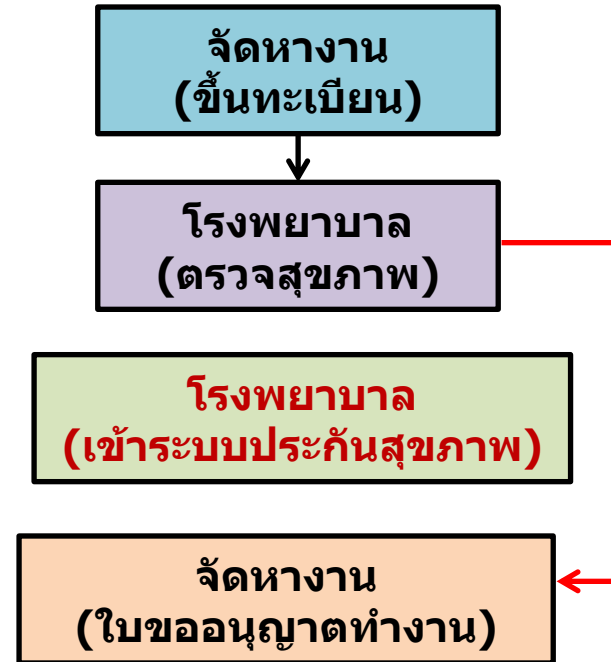 จัดหางาน
(ขึ้นทะเบียน)
โรงพยาบาล
(ตรวจสุขภาพ)
โรงพยาบาล
(เข้าระบบประกันสุขภาพ)
จัดหางาน
(ใบขออนุญาตทำงาน)